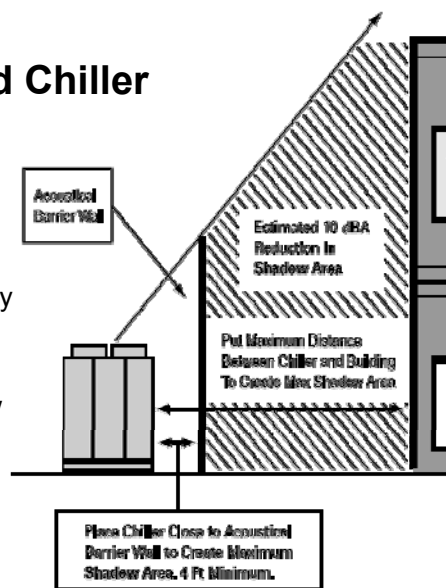 d Chiller
Acoustical
Barrier Wall
Estimated 10 dBA
Reduction In
Shadow Area
y
Put Maximum Distance
Between Chiller and Building
To Create Max Shadow Area
y
Place Chiller Close to Acoustical
Barrier Wall to Create Maximum
Shadow Area. 4 Ft Minimum.